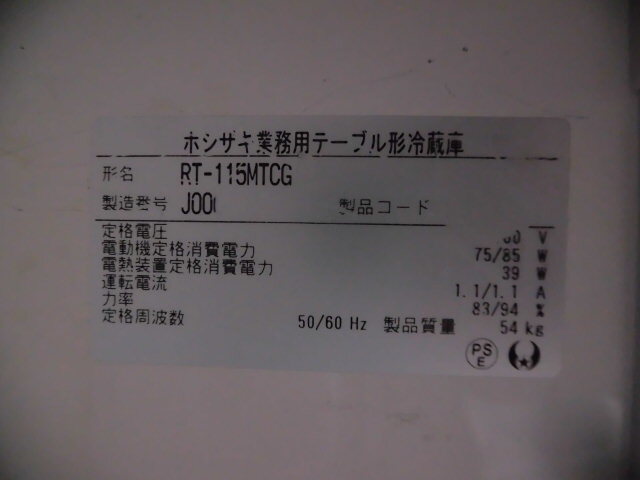 ホシザキ業務用テーブル形冷蔵庫
形名 RT-115MTCG
製造番号 製品コード
定格電圧 V
電動機定格消費電力 75/85 W
電熱装置定格消費電力 39 W
運転電流 1.1/1.1 A
力率 83/94 %
定格周波数 50/60 Hz 製品質量 54 kg
PS
E